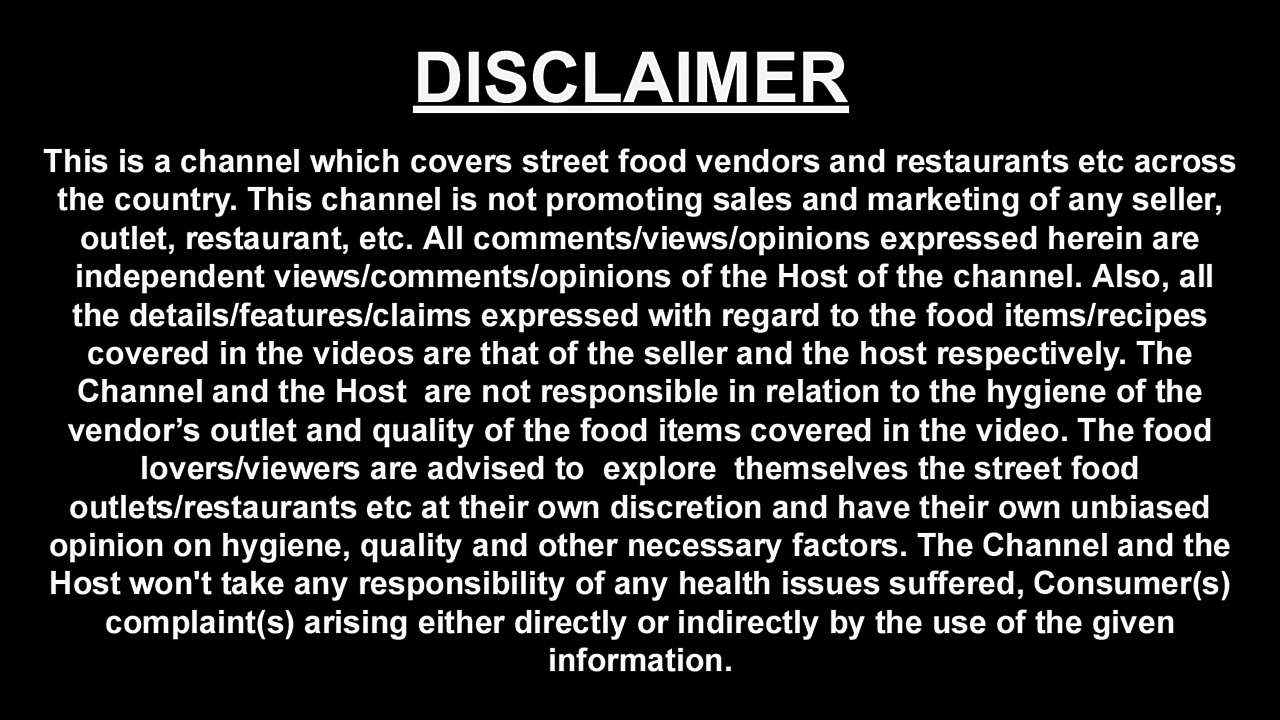 DISCLAIMER
This is a channel which covers street food vendors and restaurants etc across
the country. This channel is not promoting sales and marketing of any seller,
outlet, restaurant, etc. All comments/views/opinions expressed herein are
independent views/comments/opinions of the Host of the channel. Also, all
the details/features/claims expressed with regard to the food items/recipes
covered in the videos are that of the seller and the host respectively. The
Channel and the Host  are not responsible in relation to the hygiene of the
vendor’s outlet and quality of the food items covered in the video. The food
lovers/viewers are advised to  explore  themselves the street food
outlets/restaurants etc at their own discretion and have their own unbiased
opinion on hygiene, quality and other necessary factors. The Channel and the
Host won't take any responsibility of any health issues suffered, Consumer(s)
complaint(s) arising either directly or indirectly by the use of the given
information.